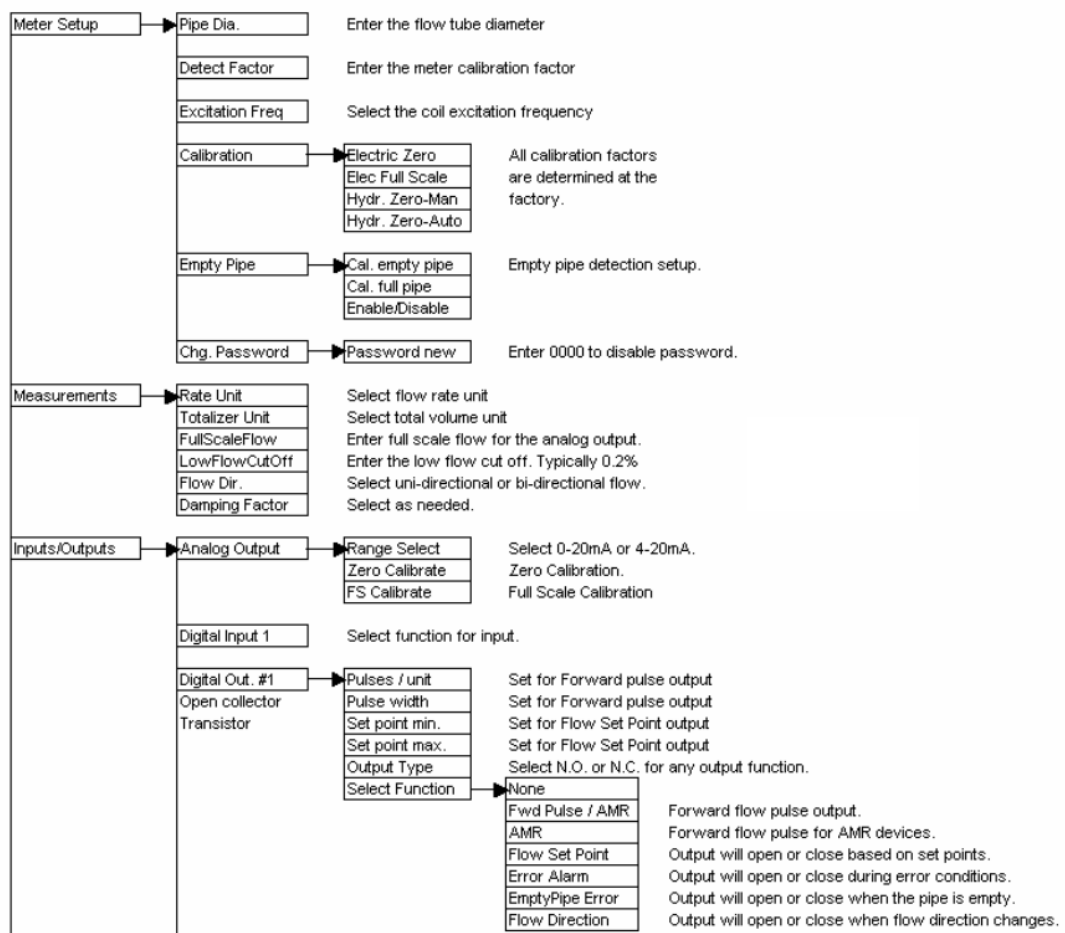 Meter Setup Pipe Dia. Enter the flow tube diameter
Detect Factor Enter the meter calibration factor
Excitation Freq Select the coil excitation frequency
Calibration Electric Zero All calibration factors
Elec Full Scale are determined at the
Hydr. Zero-Man factory.
Hydr. Zero-Auto
Empty Pipe Cal. empty pipe Empty pipe detection setup.
Cal. full pipe
Enable/Disable
Chg. Password Password new Enter 0000 to disable password.
Measurements Rate Unit Select flow rate unit
Totalizer Unit Select total volume unit
FullScaleFlow Enter full scale flow for the analog output.
LowFlowCutOff Enter the low flow cut off. Typically 0.2%
Flow Dir. Select uni-directional or bi-directional flow.
Damping Factor Select as needed.
Inputs/Outputs Analog Output Range Select Select 0-20mA or 4-20mA.
Zero Calibrate Zero Calibration.
FS Calibrate Full Scale Calibration
Digital Input 1 Select function for input.
Digital Out. #1 Pulses / unit Set for Forward pulse output
Open collector Pulse width Set for Forward pulse output
Transistor Set point min. Set for Flow Set Point output
Set point max. Set for Flow Set Point output
Output Type Select N.O. or N.C. for any output function.
Select Function None
Fwd Pulse / AMR Forward flow pulse output.
AMR Forward flow pulse for AMR devices.
Flow Set Point Output will open or close based on set points.
Error Alarm Output will open or close during error conditions.
EmptyPipe Error Output will open or close when the pipe is empty.
Flow Direction Output will open or close when flow direction changes.